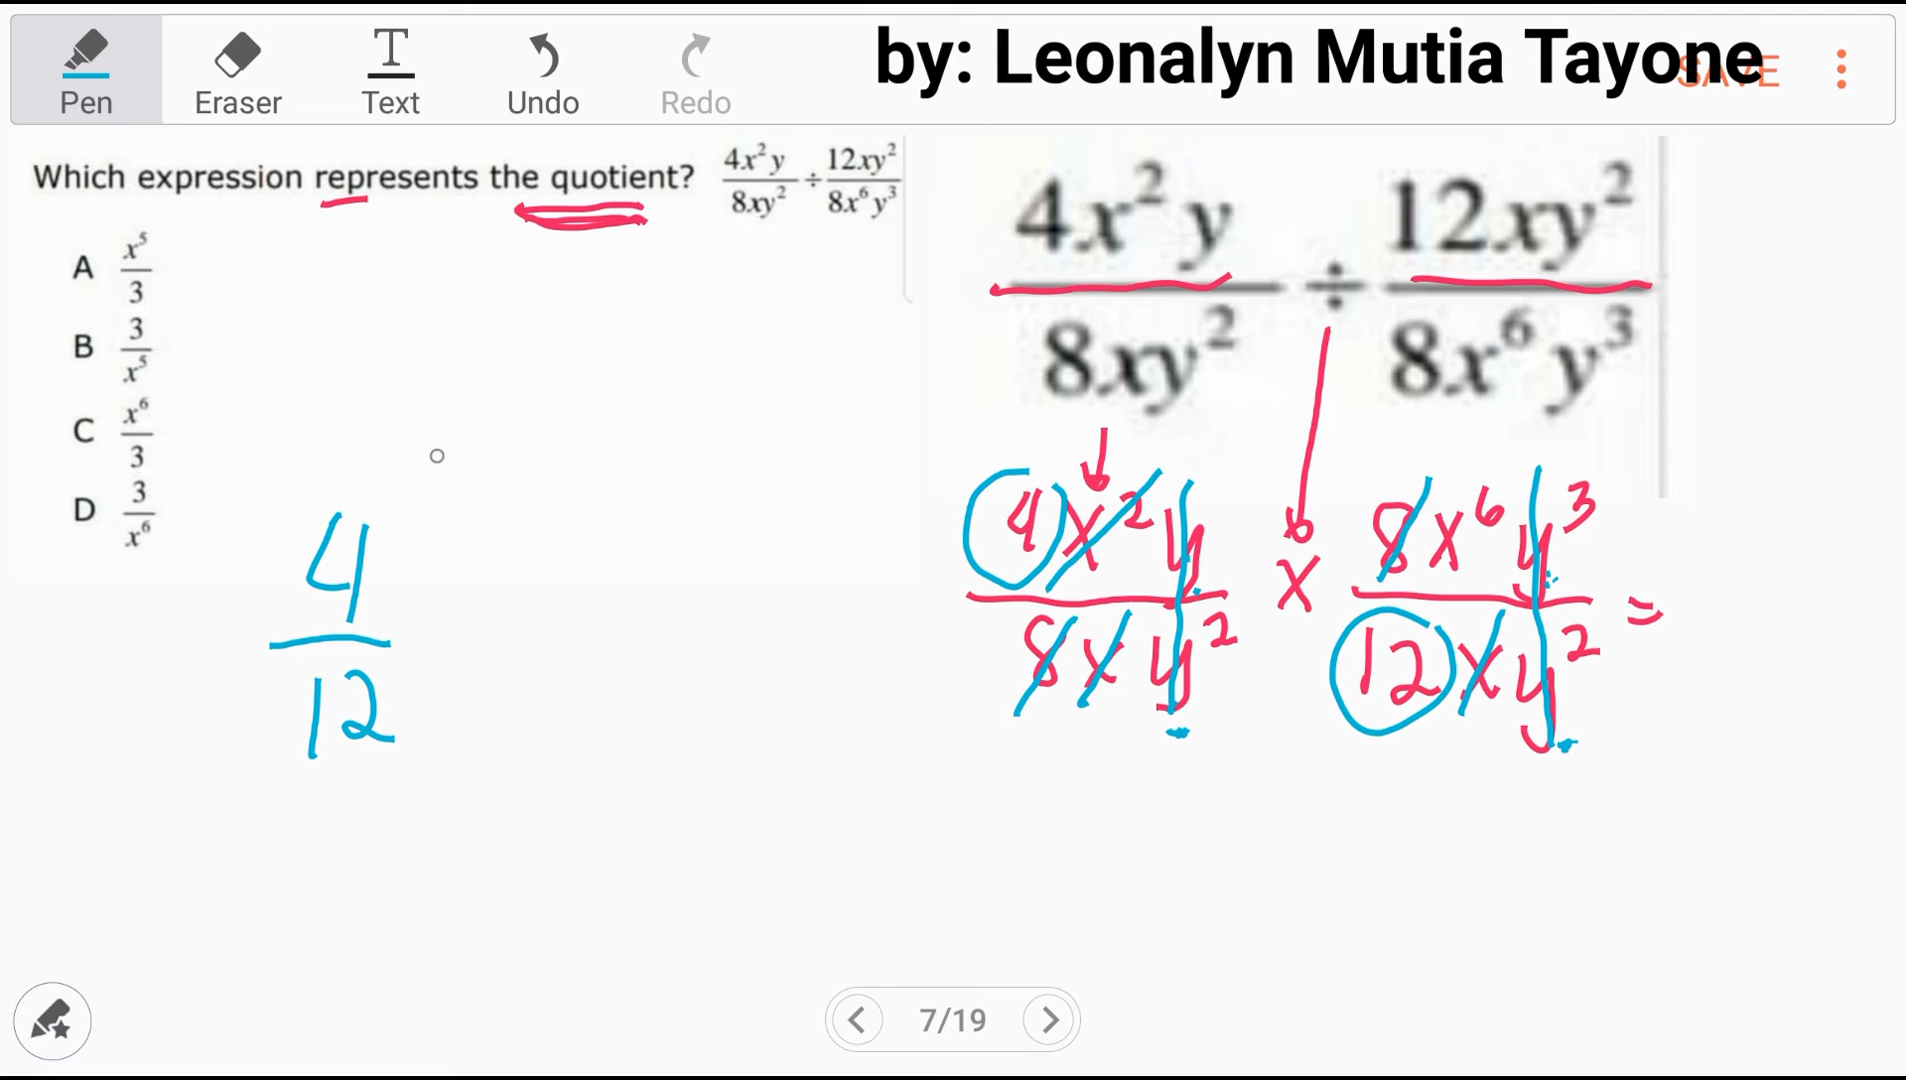 Pen Eraser Text Undo Redo by: Leonalyn Mutia Tayone
Which expression represents the quotient? 4x²y/8xy² ÷ 12xy²/8x⁶y³
A x⁵/3
B 3/x⁵
C x⁶/3
D 3/x⁶
4x²y/8xy² ÷ 12xy²/8x⁶y³
4x²y/8xy² x 8x⁶y³/12xy² =
4/12
7/19